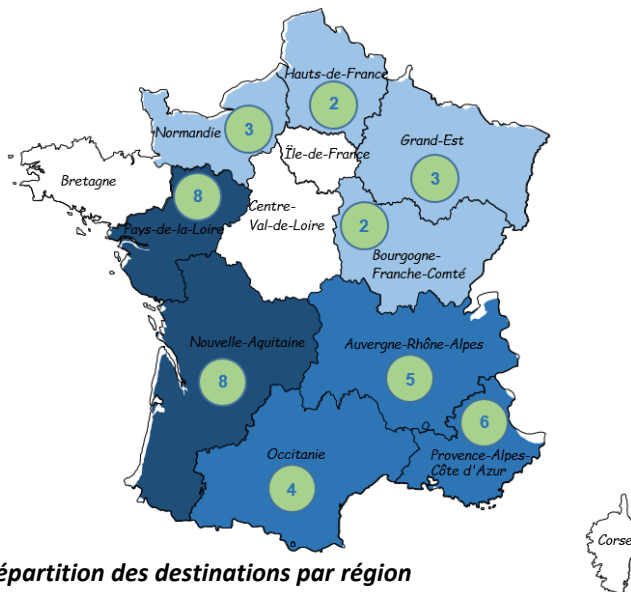 Hauts-de-France
2
Normandie
3
Île-de-France
Grand-Est
3
Bretagne
8
Pays-de-la-Loire
Centre-
Val-de-Loire
2
Bourgogne-
Franche-Comté
Nouvelle-Aquitaine
8
Auvergne-Rhône-Alpes
5
6
Provence-Alpes-
Côte d'Azur
Occitanie
4
Corse
épartition des destinations par région